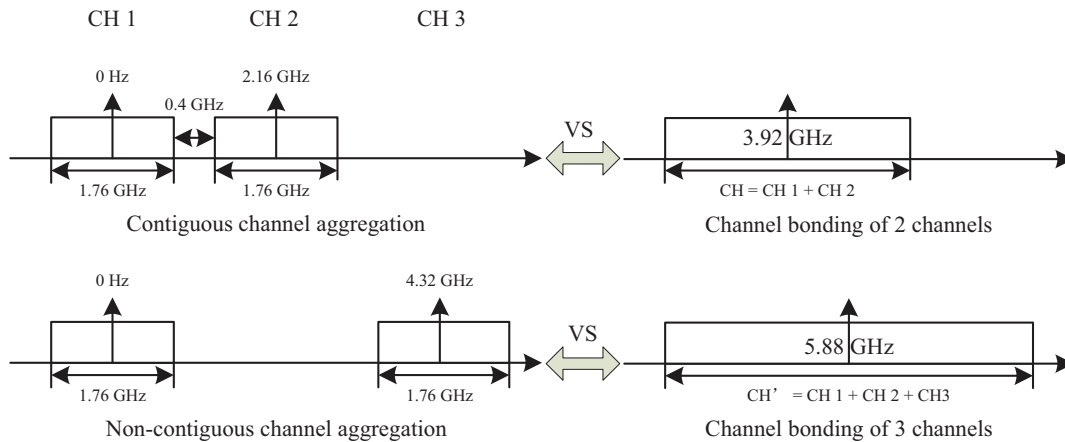 CH 1 CH 2 CH 3
0 Hz 2.16 GHz
0.4 GHz
VS
3.92 GHz
1.76 GHz 1.76 GHz CH = CH 1 + CH 2
Contiguous channel aggregation Channel bonding of 2 channels
0 Hz 4.32 GHz
VS
5.88 GHz
1.76 GHz 1.76 GHz CH’ = CH 1 + CH 2 + CH3
Non-contiguous channel aggregation Channel bonding of 3 channels